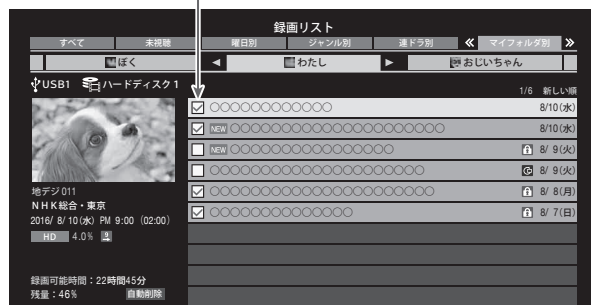 録画リスト
すべて 未視聴 曜日別 ジャンル別 連ドラ別 マイフォルダ別
ぼく わたし おじいちゃん
USB1 ハードディスク1
1/6 新しい順
○○○○○○○○○○○○ 8/10(水)
NEW ○○○○○○○○○○○○○○○○○○○○○ 8/10(水)
NEW ○○○○○○○○○○○○○○○○ 8/ 9(火)
○○○○○○○○○○○○○○○○○○○○○ 8/ 9(火)
○○○○○○○○○○○○○○○○○○○○○○ 8/ 8(月)
○○○○○○○○○○○○○○ 8/ 7(日)
地デジ011
NHK総合・東京
2016/ 8/10(水) PM 9:00 (02:00)
HD 4.0%
録画可能時間:22時間45分
残量:46% 自動削除